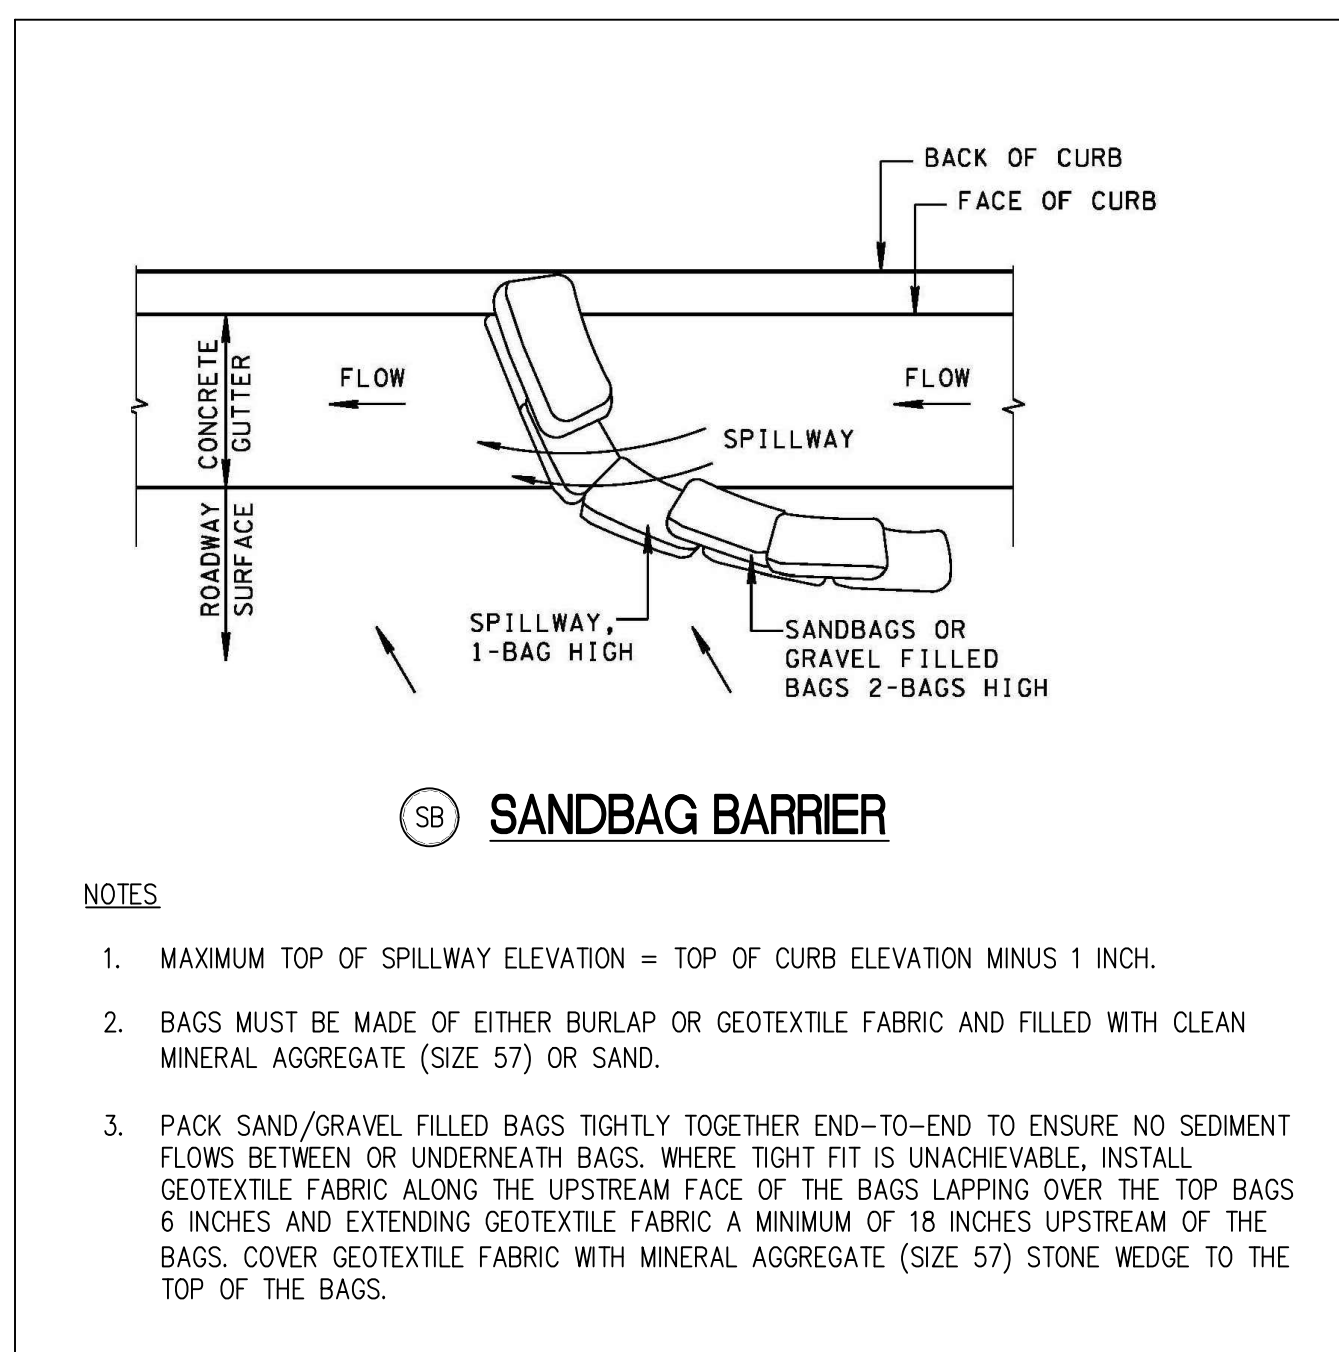 BACK OF CURB
FACE OF CURB
CONCRETE
GUTTER
FLOW
FLOW
SPILLWAY
ROADWAY
SURFACE
SPILLWAY,
1-BAG HIGH
SANDBAGS OR
GRAVEL FILLED
BAGS 2-BAGS HIGH
SB SANDBAG BARRIER
NOTES
1. MAXIMUM TOP OF SPILLWAY ELEVATION = TOP OF CURB ELEVATION MINUS 1 INCH.
2. BAGS MUST BE MADE OF EITHER BURLAP OR GEOTEXTILE FABRIC AND FILLED WITH CLEAN
MINERAL AGGREGATE (SIZE 57) OR SAND.
3. PACK SAND/GRAVEL FILLED BAGS TIGHTLY TOGETHER END-TO-END TO ENSURE NO SEDIMENT
FLOWS BETWEEN OR UNDERNEATH BAGS. WHERE TIGHT FIT IS UNACHIEVABLE, INSTALL
GEOTEXTILE FABRIC ALONG THE UPSTREAM FACE OF THE BAGS LAPPING OVER THE TOP BAGS
6 INCHES AND EXTENDING GEOTEXTILE FABRIC A MINIMUM OF 18 INCHES UPSTREAM OF THE
BAGS. COVER GEOTEXTILE FABRIC WITH MINERAL AGGREGATE (SIZE 57) STONE WEDGE TO THE
TOP OF THE BAGS.